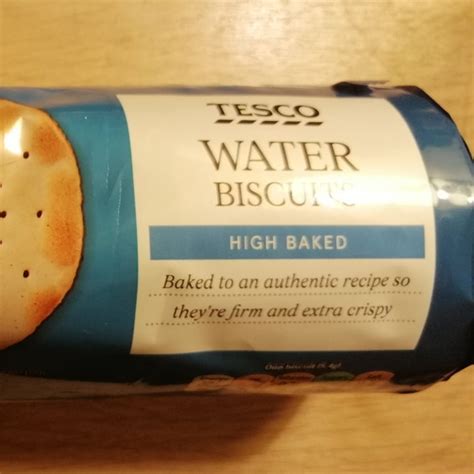 TESCO
WATER
BISCUITS
HIGH BAKED
Baked to an authentic recipe so
they're firm and extra crispy